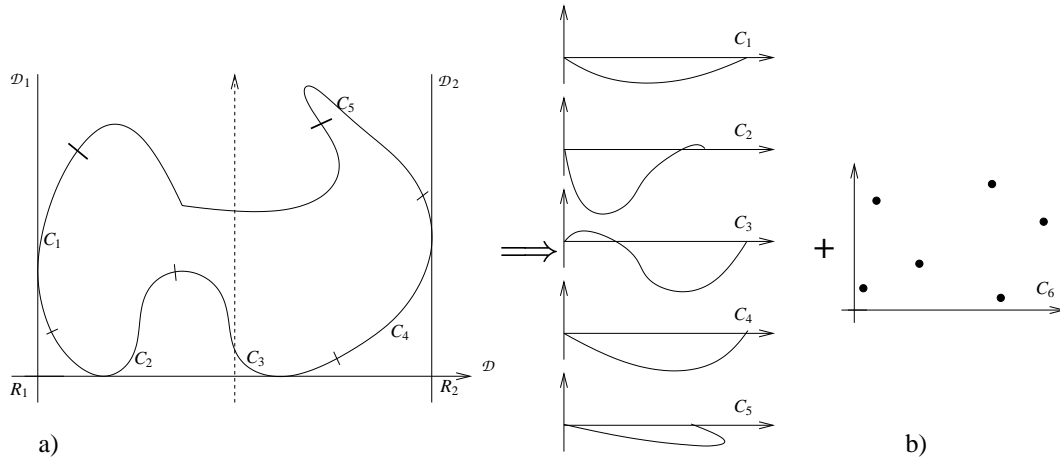 𝒟₁
𝒟₂
C₅
C₁
C₂
C₃
C₄
𝒟
R₁
R₂
a)
⇒
C₁
C₂
C₃
C₄
C₅
+
C₆
b)